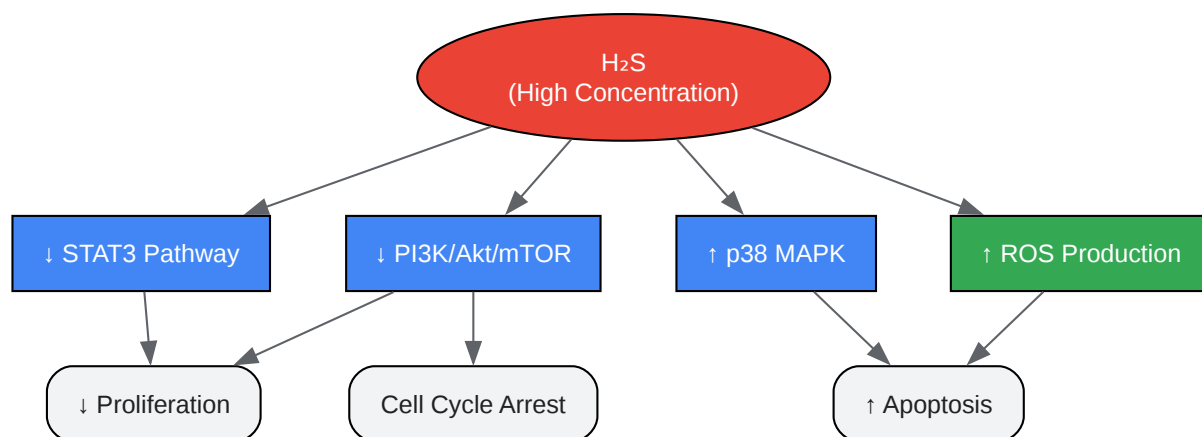 H₂S
(High Concentration)
↓ STAT3 Pathway
↓ PI3K/Akt/mTOR
↑ p38 MAPK
↑ ROS Production
↓ Proliferation
Cell Cycle Arrest
↑ Apoptosis